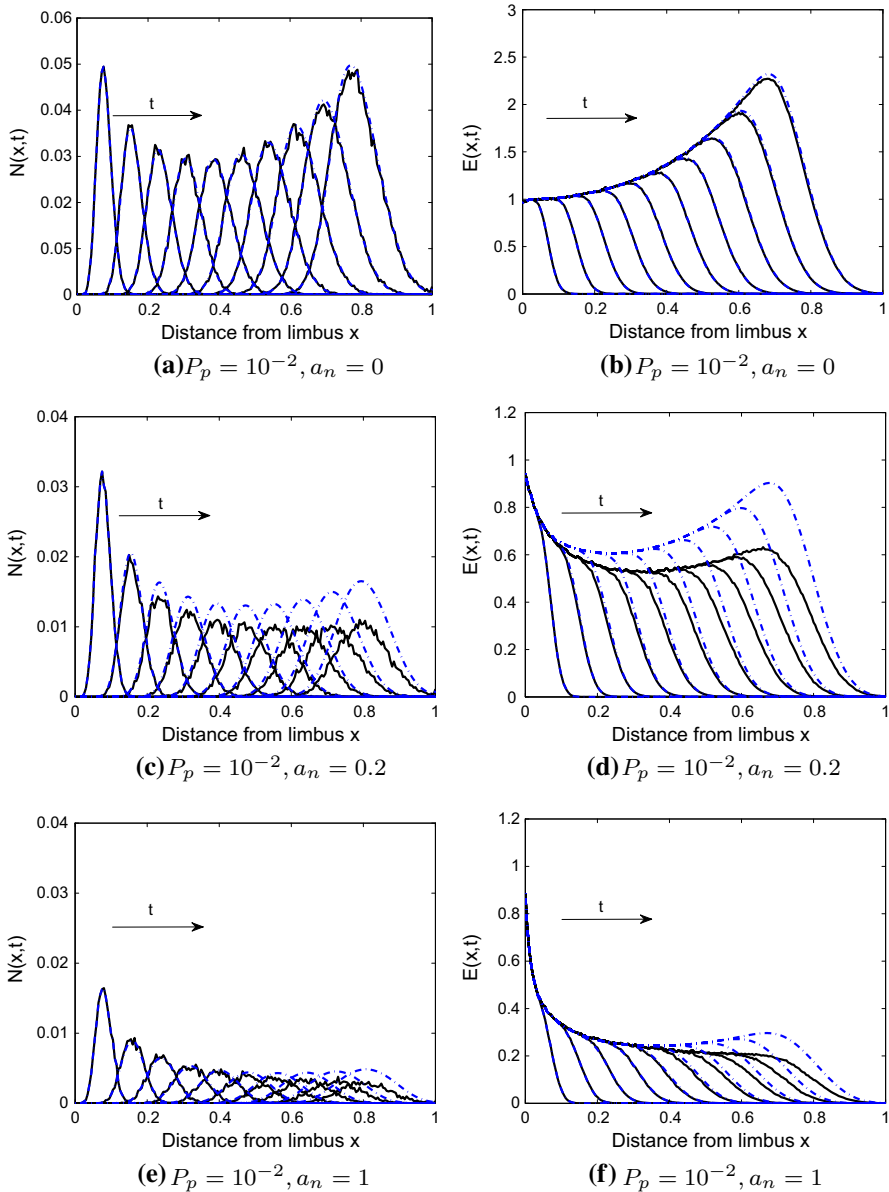 0.06
0.05
0.04
0.03
0.02
0.05
0
N(x,t)
t
0 0.2 0.4 0.6 0.8 1
Distance from limbus x
(a) P_p = 10^{-2}, a_n = 0
3
2.5
2
1.5
1
0.5
0
E(x,t)
t
0 0.2 0.4 0.6 0.8 1
Distance from limbus x
(b) P_p = 10^{-2}, a_n = 0
0.04
0.03
0.02
0.01
0
N(x,t)
t
0 0.2 0.4 0.6 0.8 1
Distance from limbus x
(c) P_p = 10^{-2}, a_n = 0.2
1.2
1
0.8
0.6
0.4
0.2
0
E(x,t)
t
0 0.2 0.4 0.6 0.8 1
Distance from limbus x
(d) P_p = 10^{-2}, a_n = 0.2
0.04
0.03
0.02
0.01
0
N(x,t)
t
0 0.2 0.4 0.6 0.8 1
Distance from limbus x
(e) P_p = 10^{-2}, a_n = 1
1.2
1
0.8
0.6
0.4
0.2
0
E(x,t)
t
0 0.2 0.4 0.6 0.8 1
Distance from limbus x
(f) P_p = 10^{-2}, a_n = 1